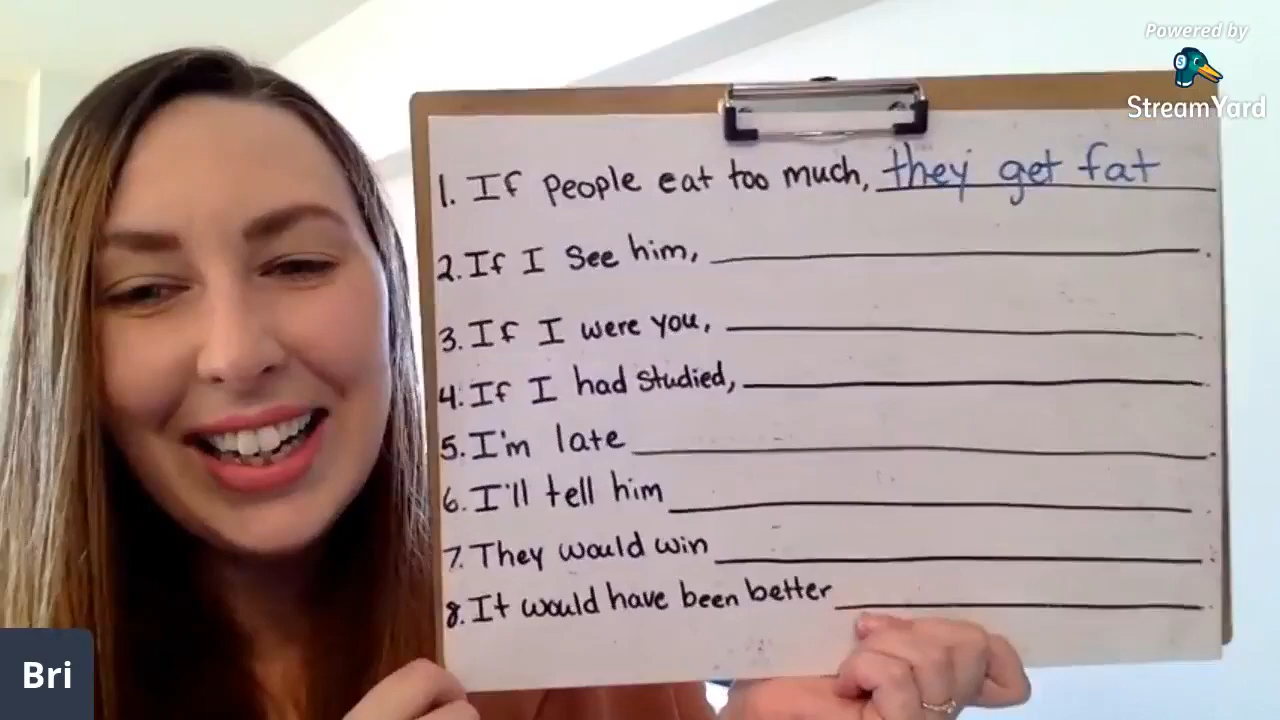 Powered by
StreamYard
1. If people eat too much, they get fat
2. If I see him, .
3. If I were you, .
4. If I had studied, .
5. I'm late .
6. I'll tell him .
7. They would win .
8. It would have been better .
Bri